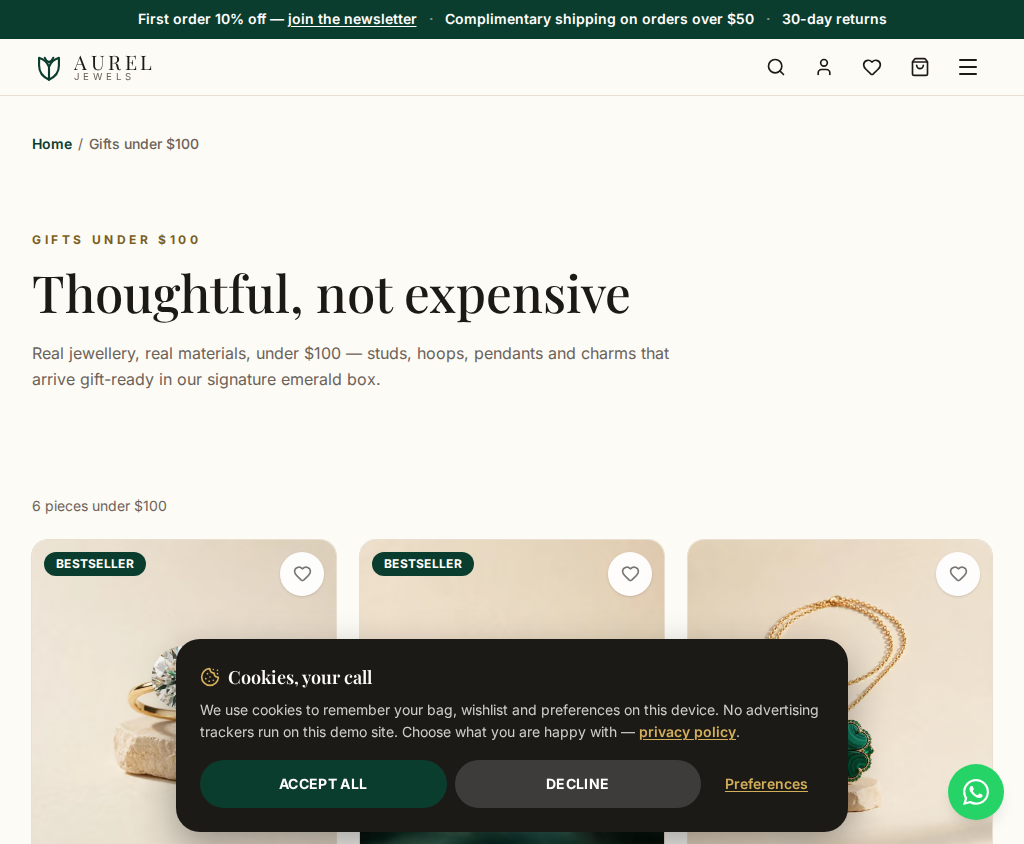 First order 10% off — join the newsletter · Complimentary shipping on orders over $50 · 30-day returns
AUREL
JEWELS
Home / Gifts under $100
GIFTS UNDER $100
Thoughtful, not expensive
Real jewellery, real materials, under $100 — studs, hoops, pendants and charms that
arrive gift-ready in our signature emerald box.
6 pieces under $100
BESTSELLER
BESTSELLER
Cookies, your call
We use cookies to remember your bag, wishlist and preferences on this device. No advertising
trackers run on this demo site. Choose what you are happy with — privacy policy.
ACCEPT ALL
DECLINE
Preferences